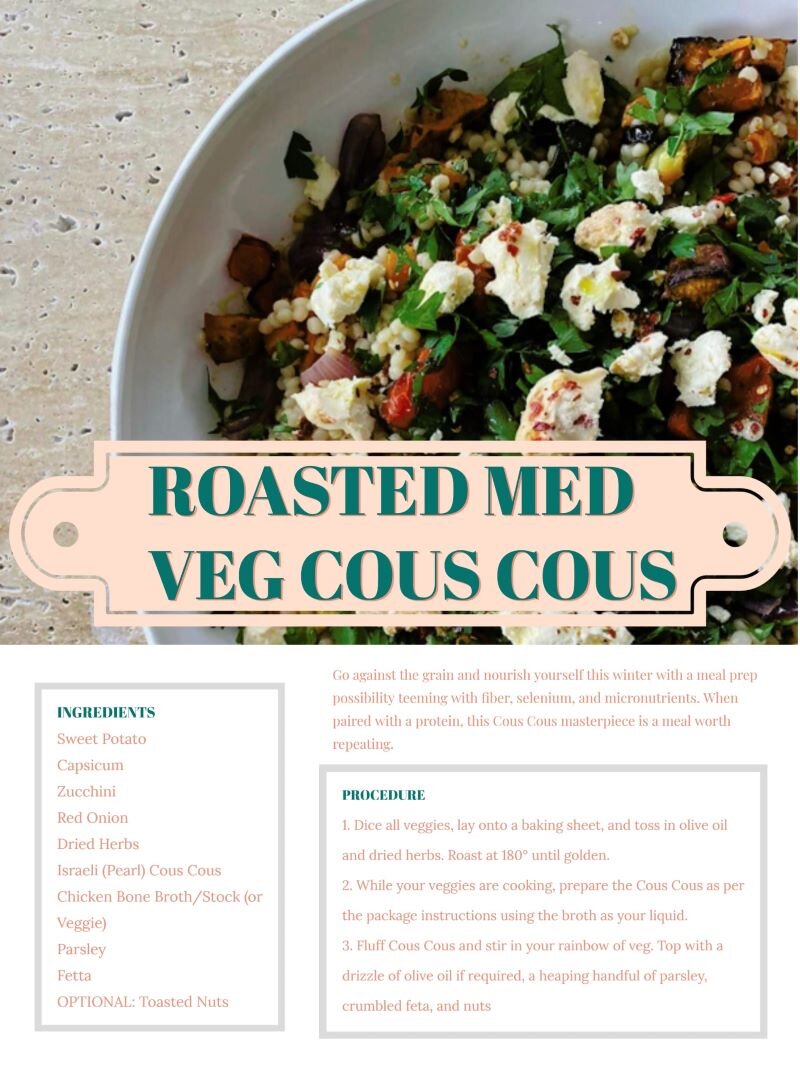 ROASTED MED
VEG COUS COUS
Go against the grain and nourish yourself this winter with a meal prep
possibility teeming with fiber, selenium, and micronutrients. When
paired with a protein, this Cous Cous masterpiece is a meal worth
repeating.
INGREDIENTS
Sweet Potato
Capsicum
Zucchini
Red Onion
Dried Herbs
Israeli (Pearl) Cous Cous
Chicken Bone Broth/Stock (or
Veggie)
Parsley
Fetta
OPTIONAL: Toasted Nuts
PROCEDURE
1. Dice all veggies, lay onto a baking sheet, and toss in olive oil
and dried herbs. Roast at 180° until golden.
2. While your veggies are cooking, prepare the Cous Cous as per
the package instructions using the broth as your liquid.
3. Fluff Cous Cous and stir in your rainbow of veg. Top with a
drizzle of olive oil if required, a heaping handful of parsley,
crumbled feta, and nuts